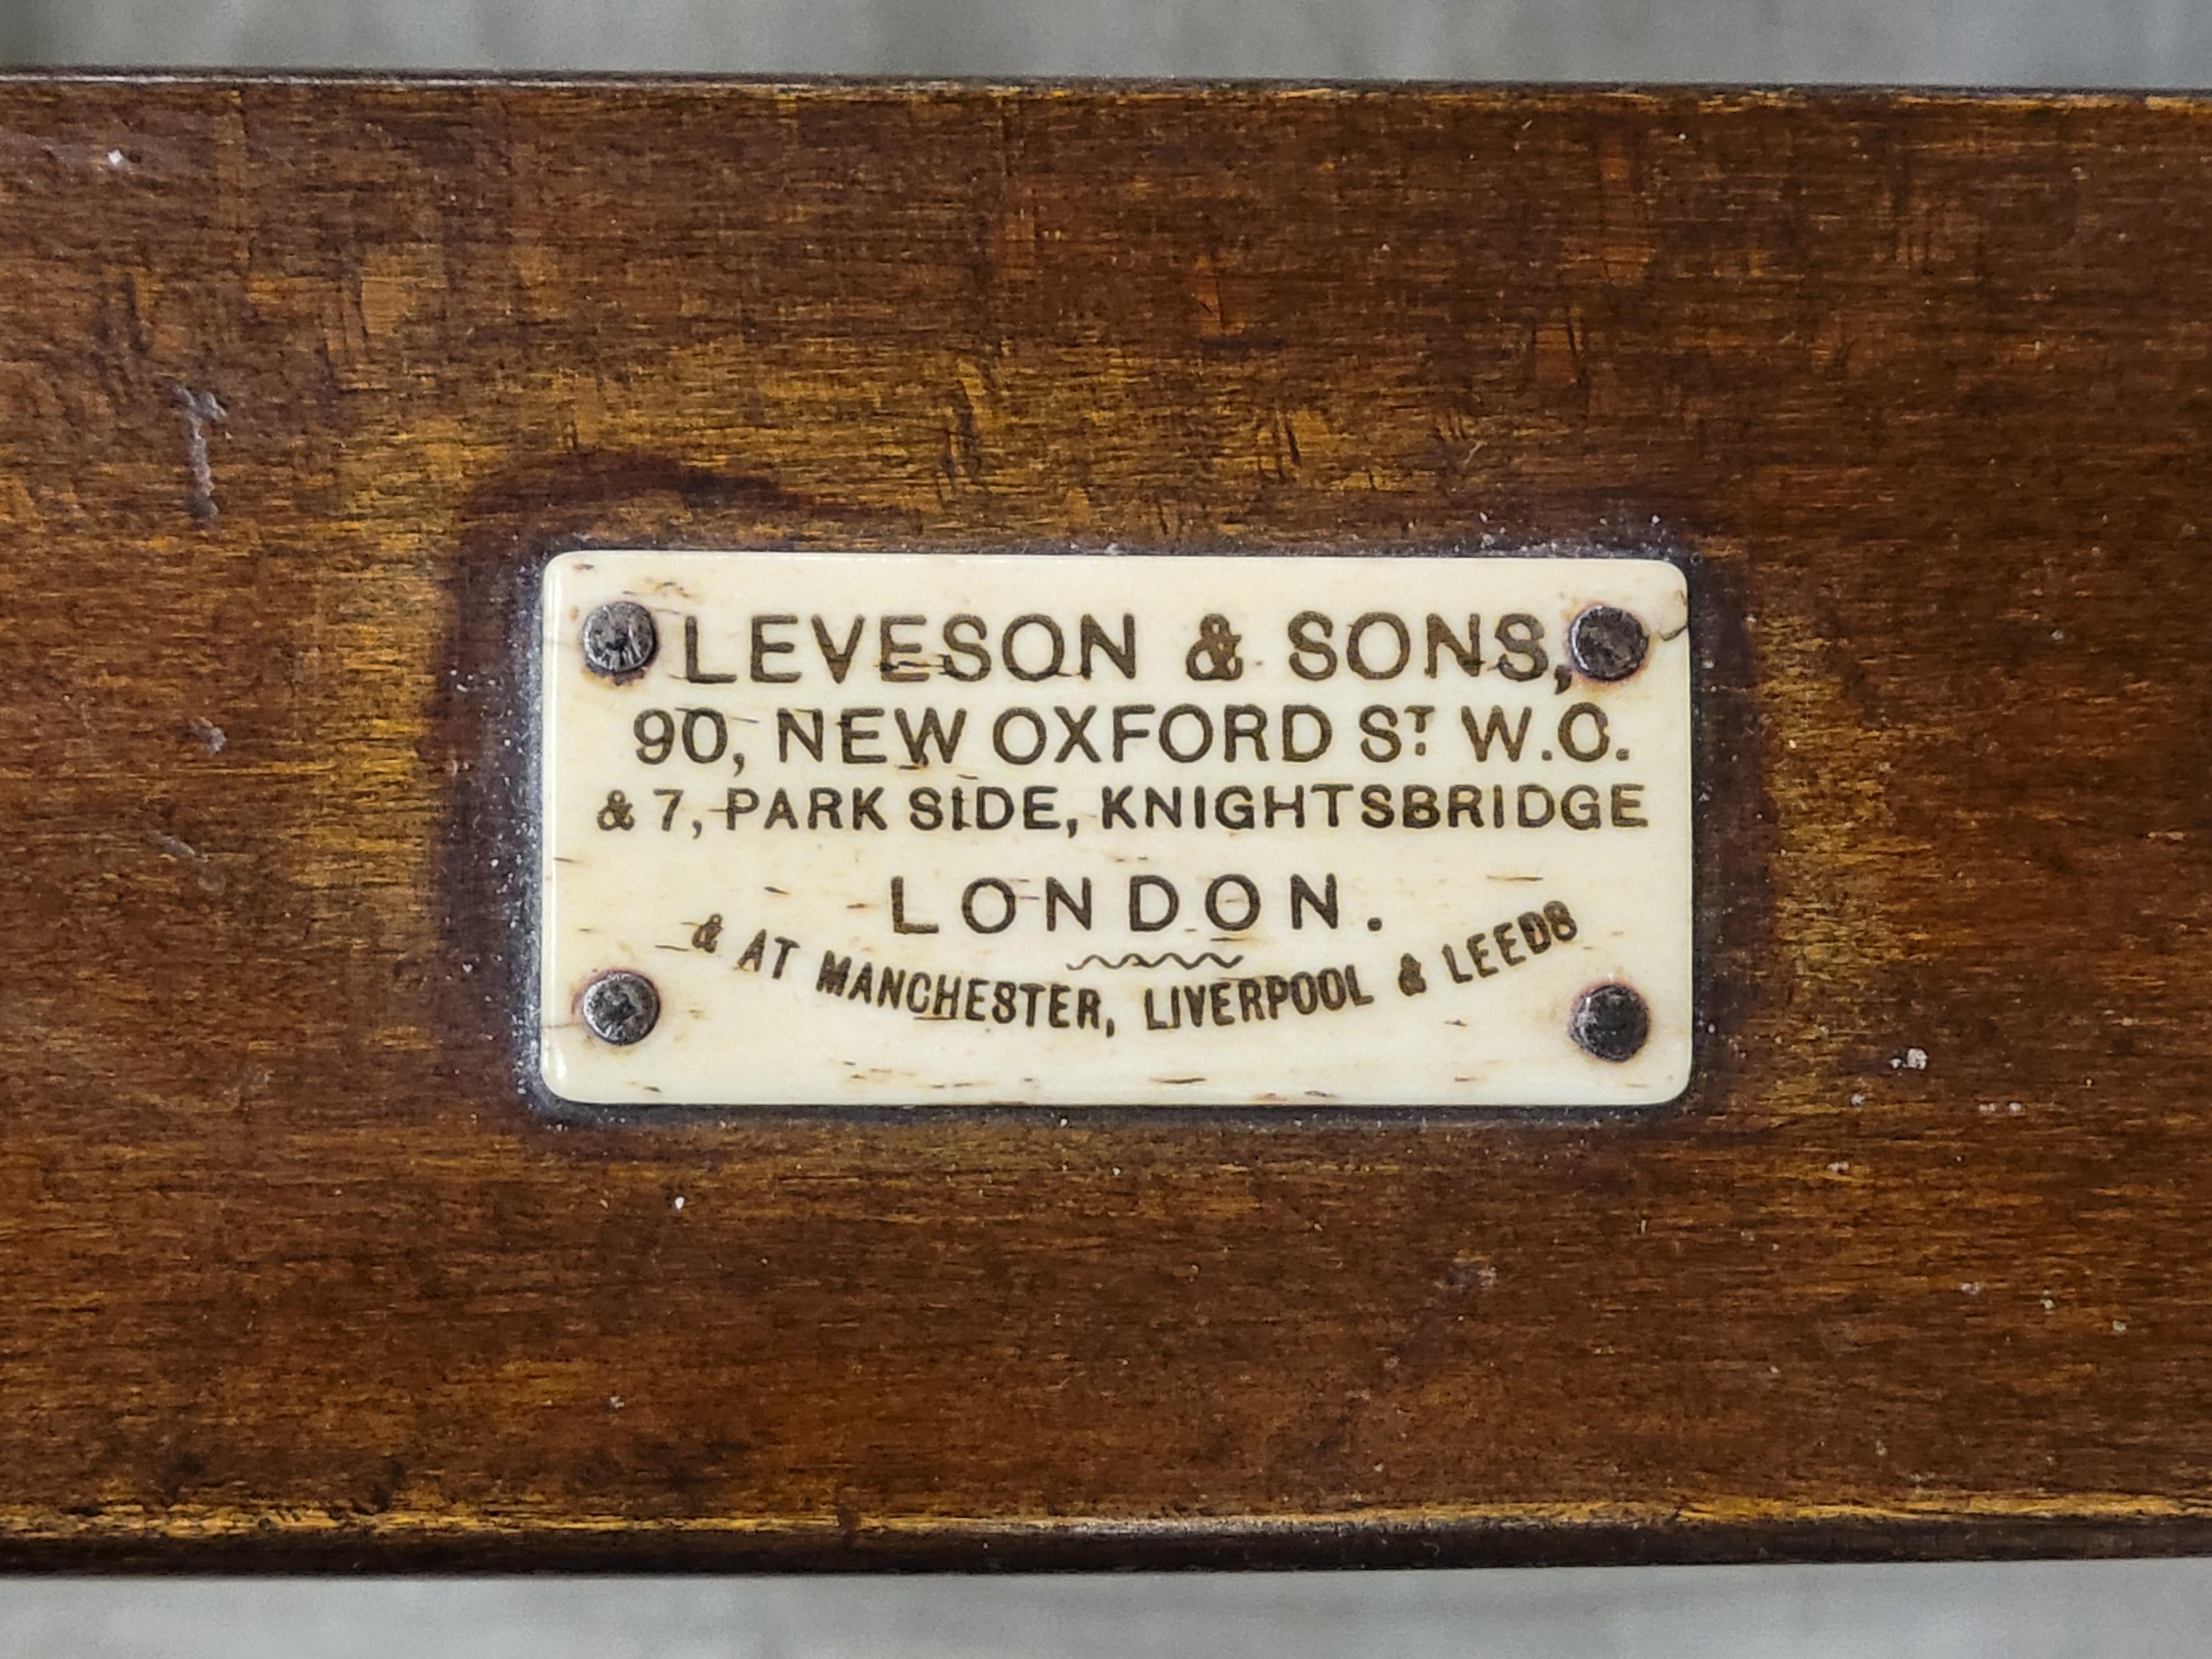 LEVESON & SONS,
90, NEW OXFORD ST W.C.
& 7, PARK SIDE, KNIGHTSBRIDGE
LONDON.
& AT MANCHESTER, LIVERPOOL & LEEDS